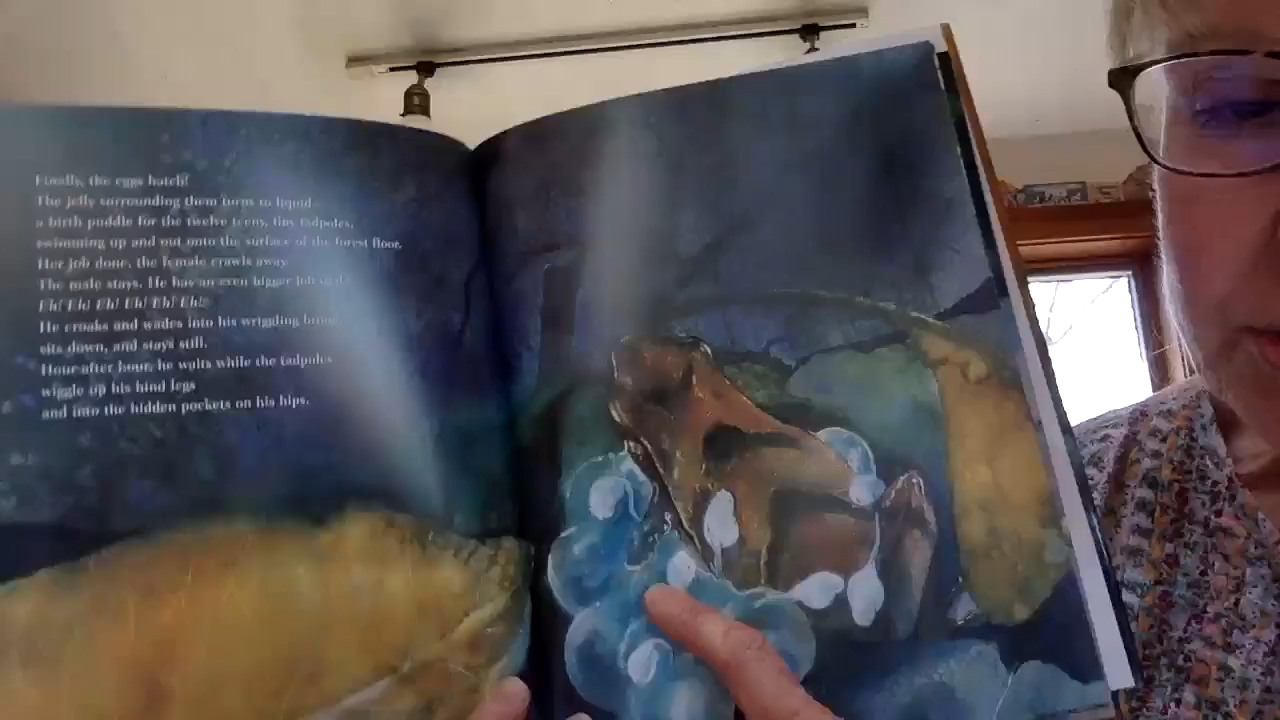 Finally, the eggs hatch!
The jelly surrounding them turns to liquid–
a birth puddle for the twelve teeny, tiny tadpoles,
swimming up and out onto the surface of the forest floor.
Her job done, the female crawls away.
The male stays. He has an even bigger job
Eh! Eh! Eh! Eh! Eh! Eh!
He croaks and wades into his wriggling
sits down, and stays still.
Hour after hour, he waits while the tadpoles
wiggle up his hind legs
and into the hidden pockets on his hips.